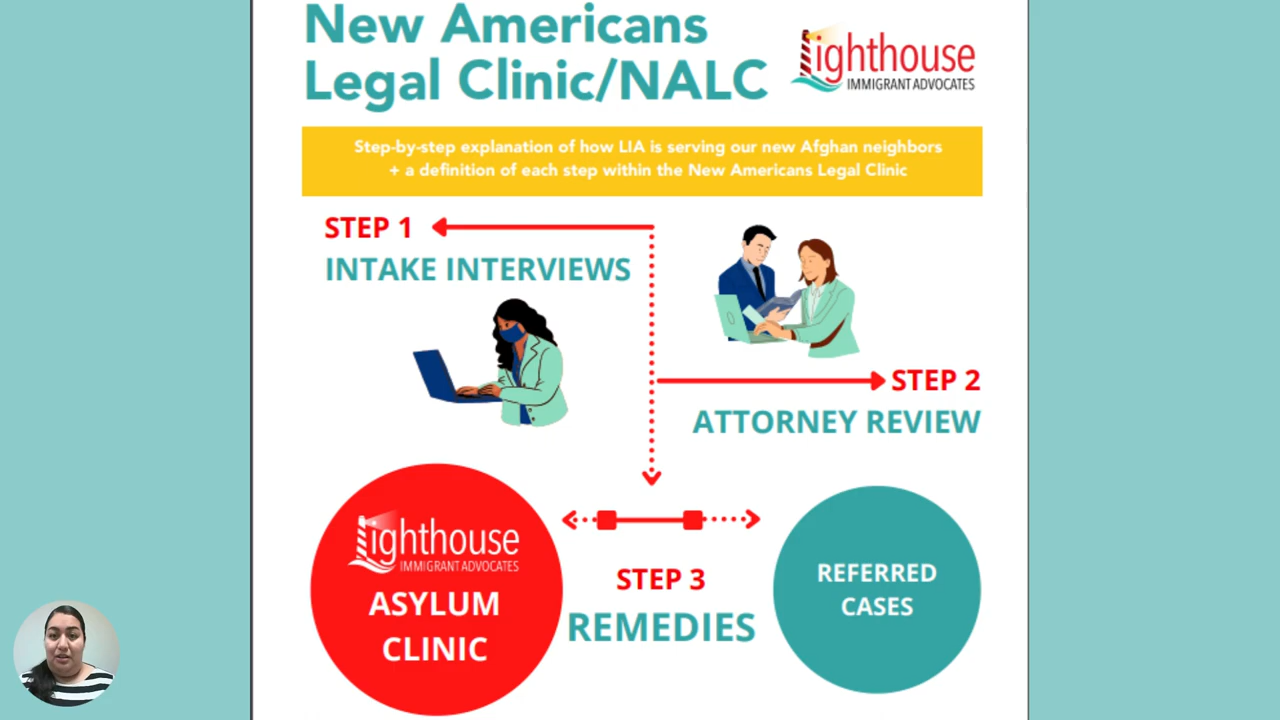 New Americans
Legal Clinic/NALC
Lighthouse
IMMIGRANT ADVOCATES
Step-by-step explanation of how LIA is serving our new Afghan neighbors
+ a definition of each step within the New Americans Legal Clinic
STEP 1
INTAKE INTERVIEWS
STEP 2
ATTORNEY REVIEW
Lighthouse
IMMIGRANT ADVOCATES
ASYLUM
CLINIC
STEP 3
REMEDIES
REFERRED
CASES